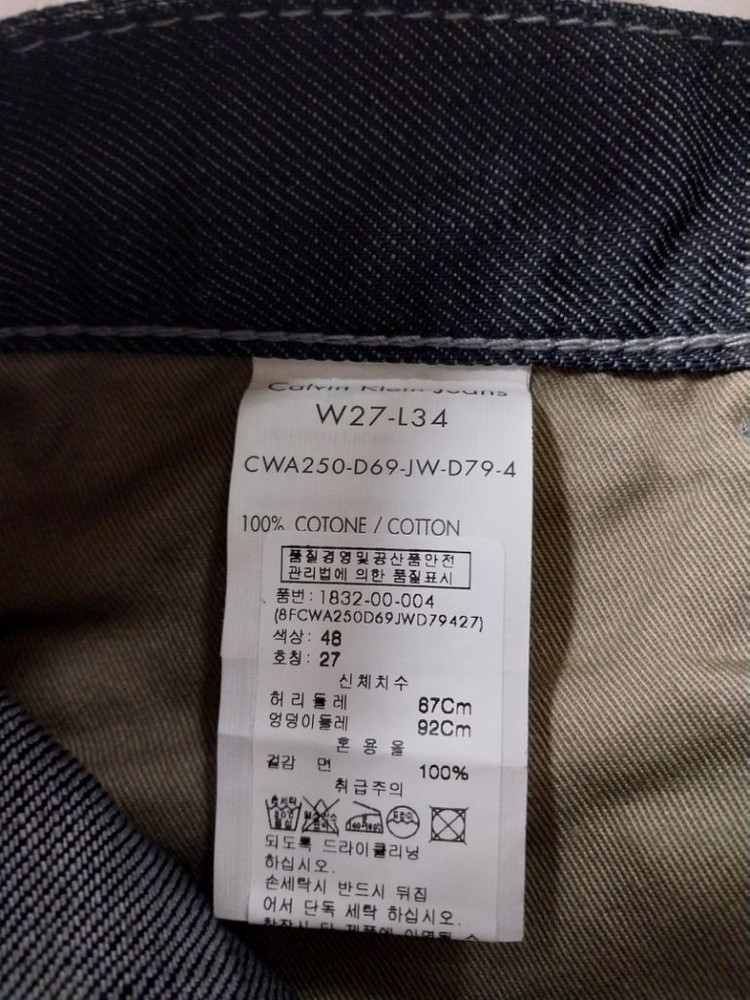 Calvin Klein Jeans
W27-L34
CWA250-D69-JW-D79-4
100% COTONE / COTTON
품질경영및공산품안전
관리법에 의한 품질표시
품번: 1832-00-004
(8FCWA250D69JWD79427)
색상: 48
호칭: 27
신체치수
허리둘레 67Cm
엉덩이둘레 92Cm
혼용율
겉감 면 100%
취급주의
되도록 드라이클리닝
하십시오.
손세탁시 반드시 뒤집
어서 단독 세탁 하십시오.